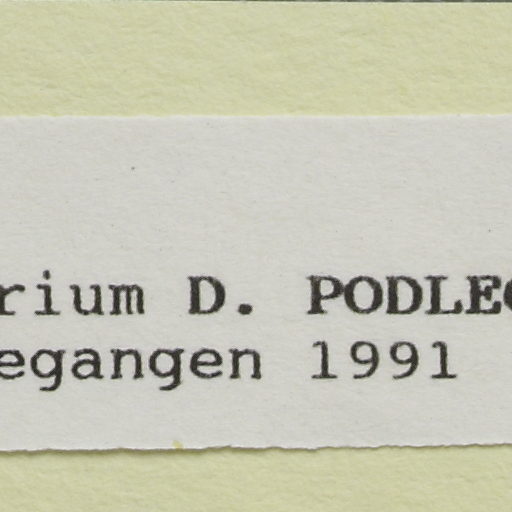 rium D. PODLE
egangen 1991